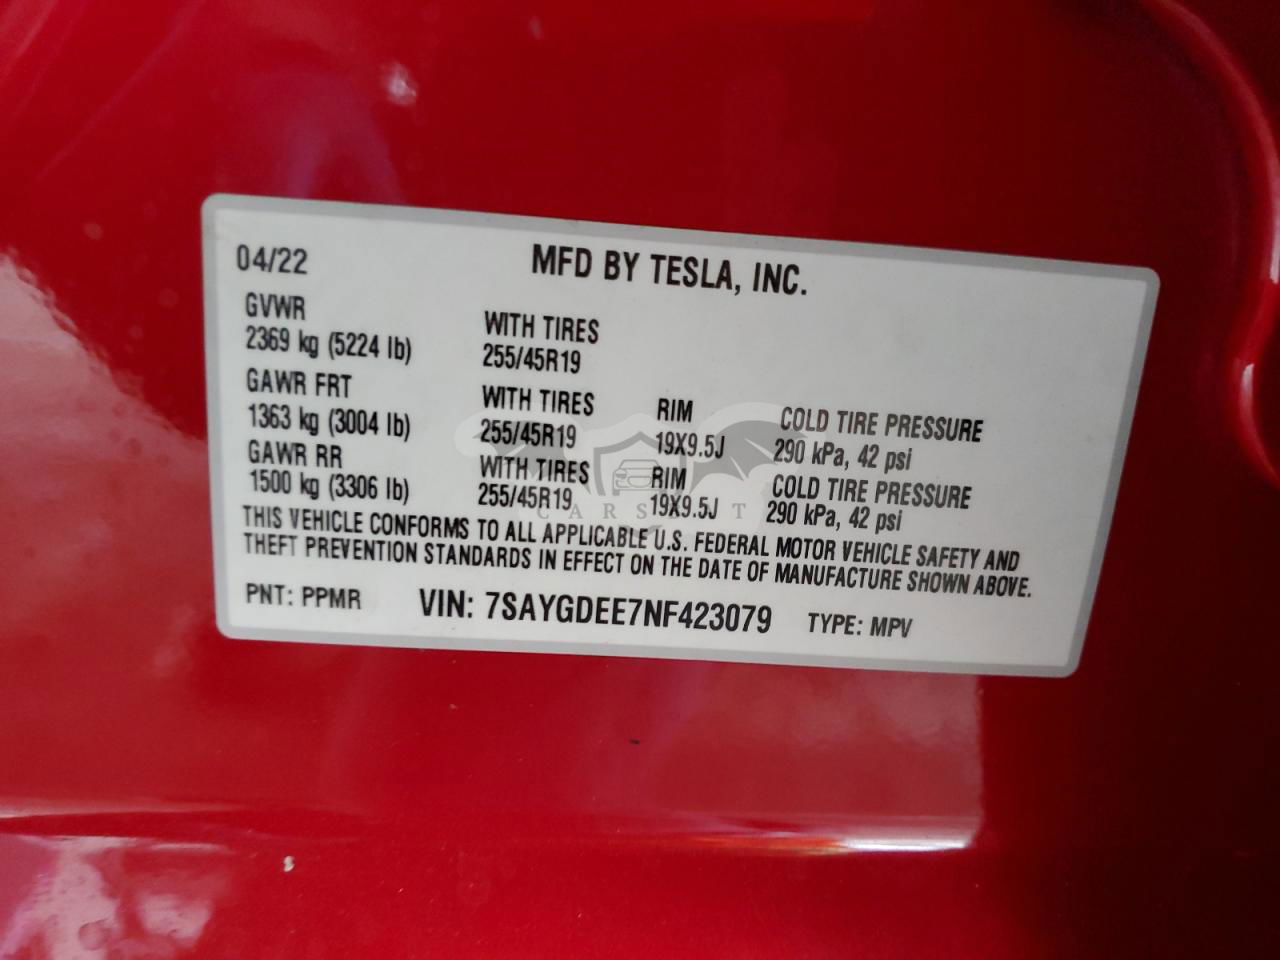 04/22 MFD BY TESLA, INC.
GVWR
2369 kg (5224 lb) WITH TIRES 255/45R19
GAWR FRT WITH TIRES RIM COLD TIRE PRESSURE
1363 kg (3004 lb) 255/45R19 19X9.5J 290 kPa, 42 psi
GAWR RR WITH TIRES RIM COLD TIRE PRESSURE
1500 kg (3306 lb) 255/45R19 19X9.5J 290 kPa, 42 psi
THIS VEHICLE CONFORMS TO ALL APPLICABLE U.S. FEDERAL MOTOR VEHICLE SAFETY AND
THEFT PREVENTION STANDARDS IN EFFECT ON THE DATE OF MANUFACTURE SHOWN ABOVE.
PNT: PPMR VIN: 7SAYGDEE7NF423079 TYPE: MPV